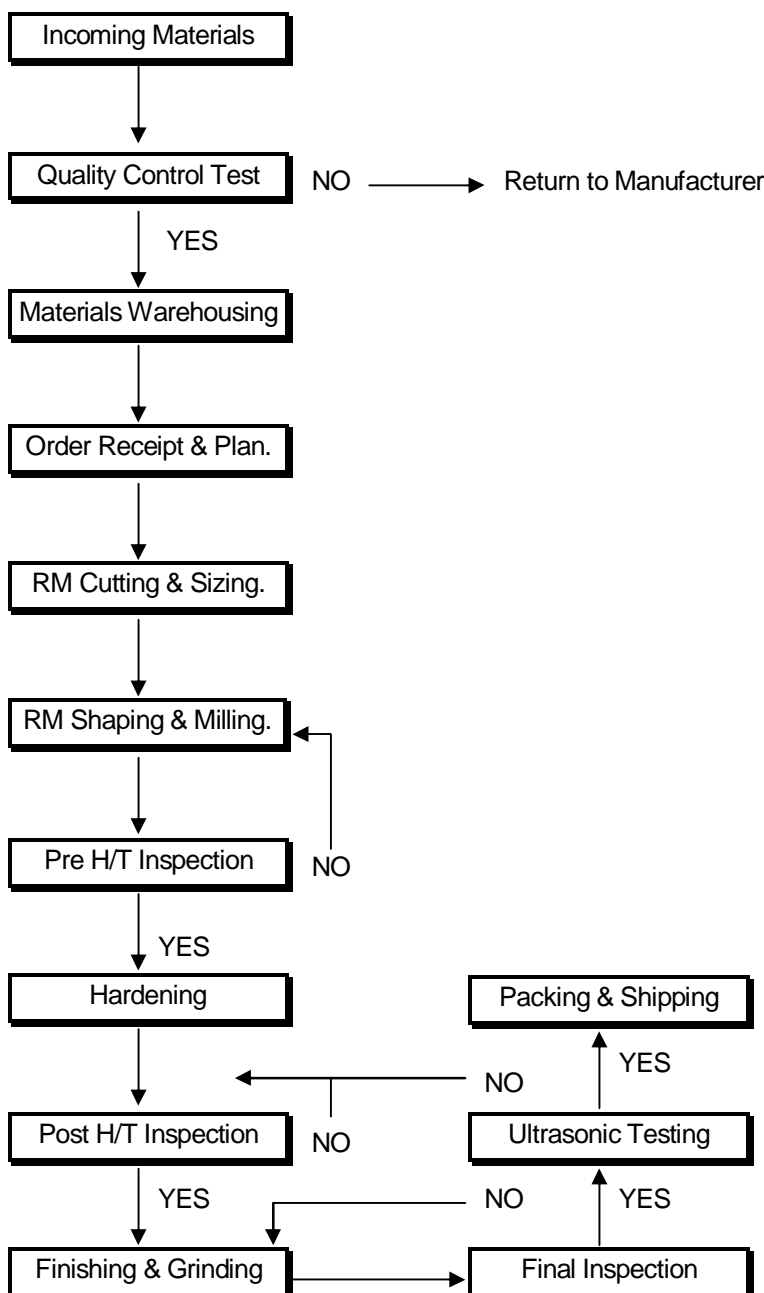 Incoming Materials
Quality Control Test
NO
Return to Manufacturer
YES
Materials Warehousing
Order Receipt & Plan.
RM Cutting & Sizing.
RM Shaping & Milling.
Pre H/T Inspection
NO
YES
Hardening
Packing & Shipping
YES
NO
Post H/T Inspection
NO
Ultrasonic Testing
YES
NO
YES
Finishing & Grinding
Final Inspection